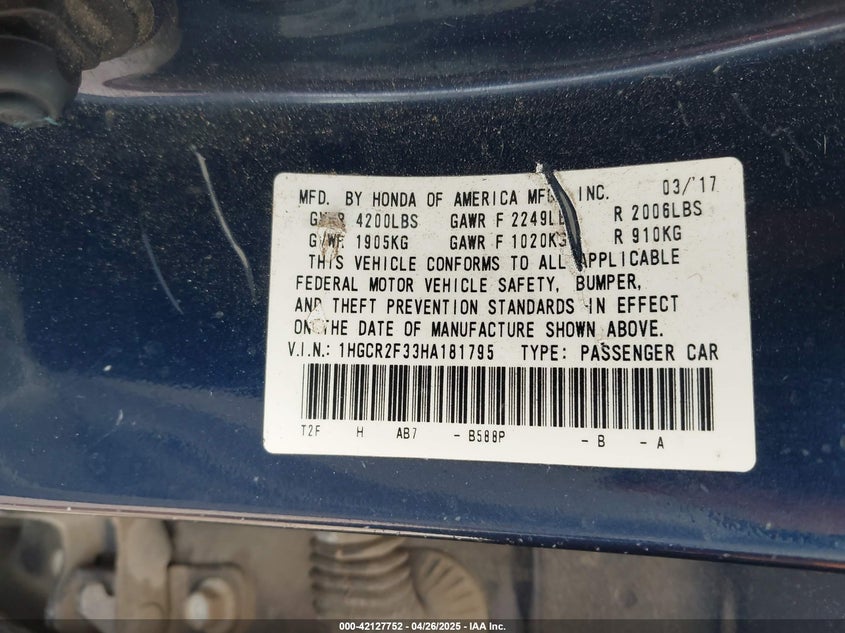 MFD. BY HONDA OF AMERICA MFG., INC. 03/'17
GVWR 4200LBS GAWR F 2249LBS R 2006LBS
GVWR 1905KG GAWR F 1020KG R 910KG
THIS VEHICLE CONFORMS TO ALL APPLICABLE
FEDERAL MOTOR VEHICLE SAFETY, BUMPER,
AND THEFT PREVENTION STANDARDS IN EFFECT
ON THE DATE OF MANUFACTURE SHOWN ABOVE.
V.I.N.: 1HGCR2F33HA181795 TYPE: PASSENGER CAR
T2F H AB7 - B588P - B - A
000-42127752 - 04/26/2025 - IAA Inc.